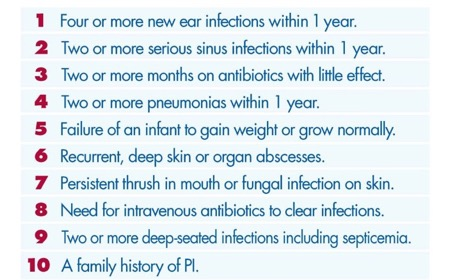 1 Four or more new ear infections within 1 year.
2 Two or more serious sinus infections within 1 year.
3 Two or more months on antibiotics with little effect.
4 Two or more pneumonias within 1 year.
5 Failure of an infant to gain weight or grow normally.
6 Recurrent, deep skin or organ abscesses.
7 Persistent thrush in mouth or fungal infection on skin.
8 Need for intravenous antibiotics to clear infections.
9 Two or more deep-seated infections including septicemia.
10 A family history of PI.